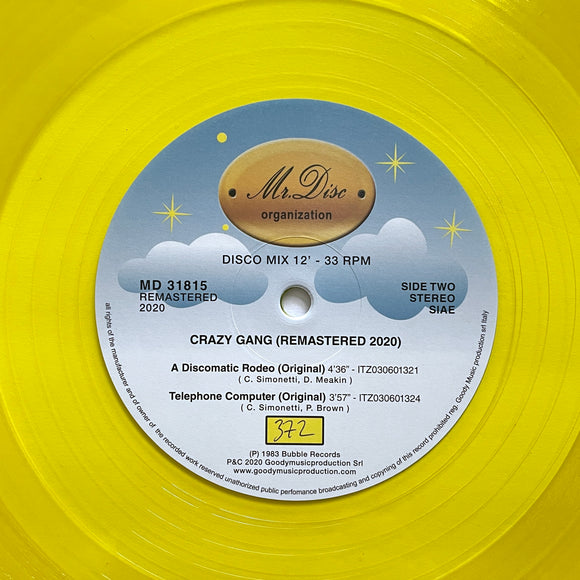 Mr. Disc
organization
DISCO MIX 12' - 33 RPM
MD 31815
REMASTERED
2020
SIDE TWO
STEREO
SIAE
CRAZY GANG (REMASTERED 2020)
A Discomatic Rodeo (Original) 4'36" - ITZ030601321
( C. Simonetti, D. Meakin )
Telephone Computer (Original) 3'57" - ITZ030601324
( C. Simonetti, P. Brown )
372
(P) 1983 Bubble Records
P&C 2020 Goodymusicproduction Srl
www.goodymusicproduction.com
all rights of the manufacturer and of owner of the recorded work reserved unauthorized public perfomance broadcasting and copyring of this record prohibited reg. Goody Music production srl Italy